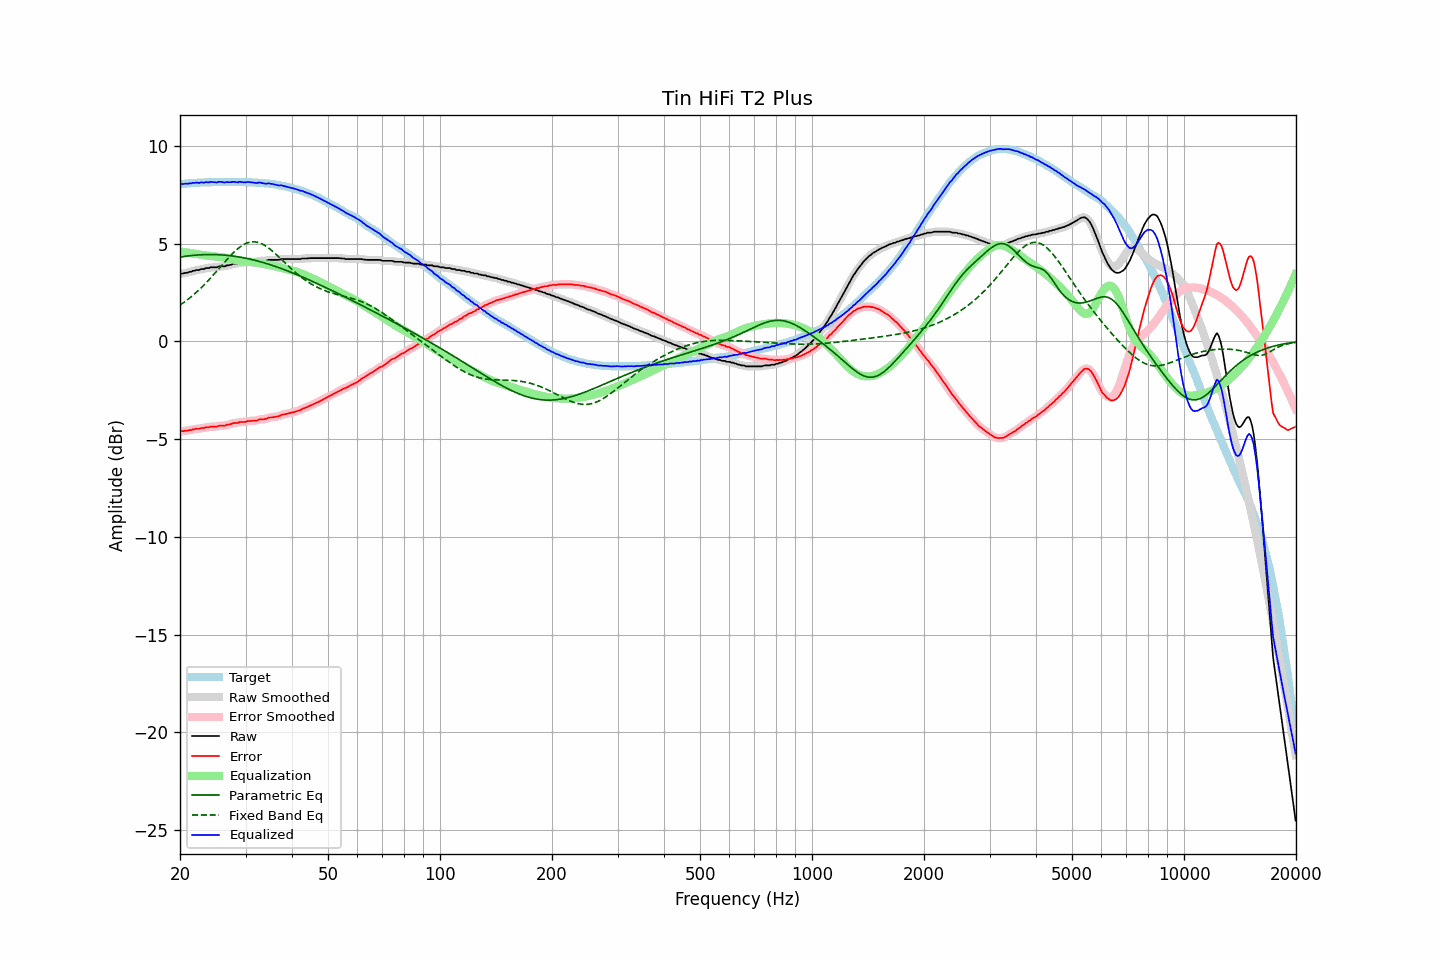 Tin HiFi T2 Plus
Amplitude (dBr)
10
5
0
−5
−10
−15
−20
−25
Target
Raw Smoothed
Error Smoothed
Raw
Error
Equalization
Parametric Eq
Fixed Band Eq
Equalized
20 50 100 200 500 1000 2000 5000 10000 20000
Frequency (Hz)